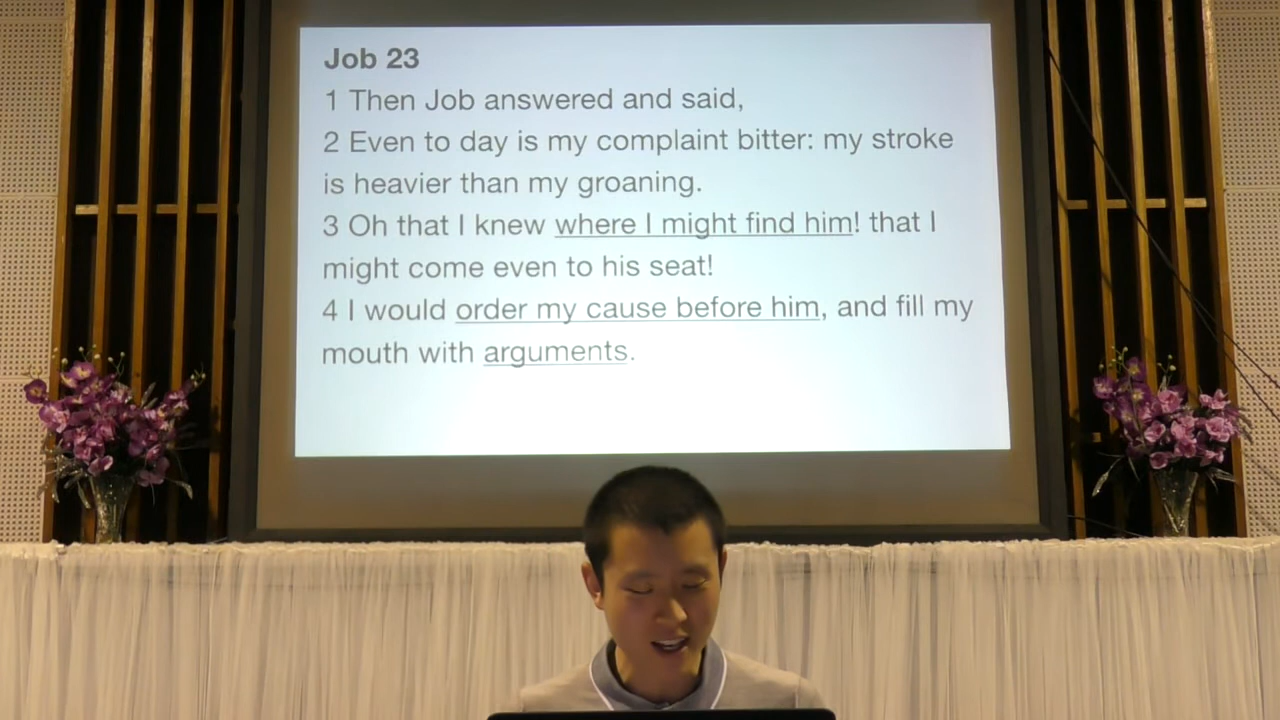 Job 23
1 Then Job answered and said,
2 Even to day is my complaint bitter: my stroke
is heavier than my groaning.
3 Oh that I knew where I might find him! that I
might come even to his seat!
4 I would order my cause before him, and fill my
mouth with arguments.